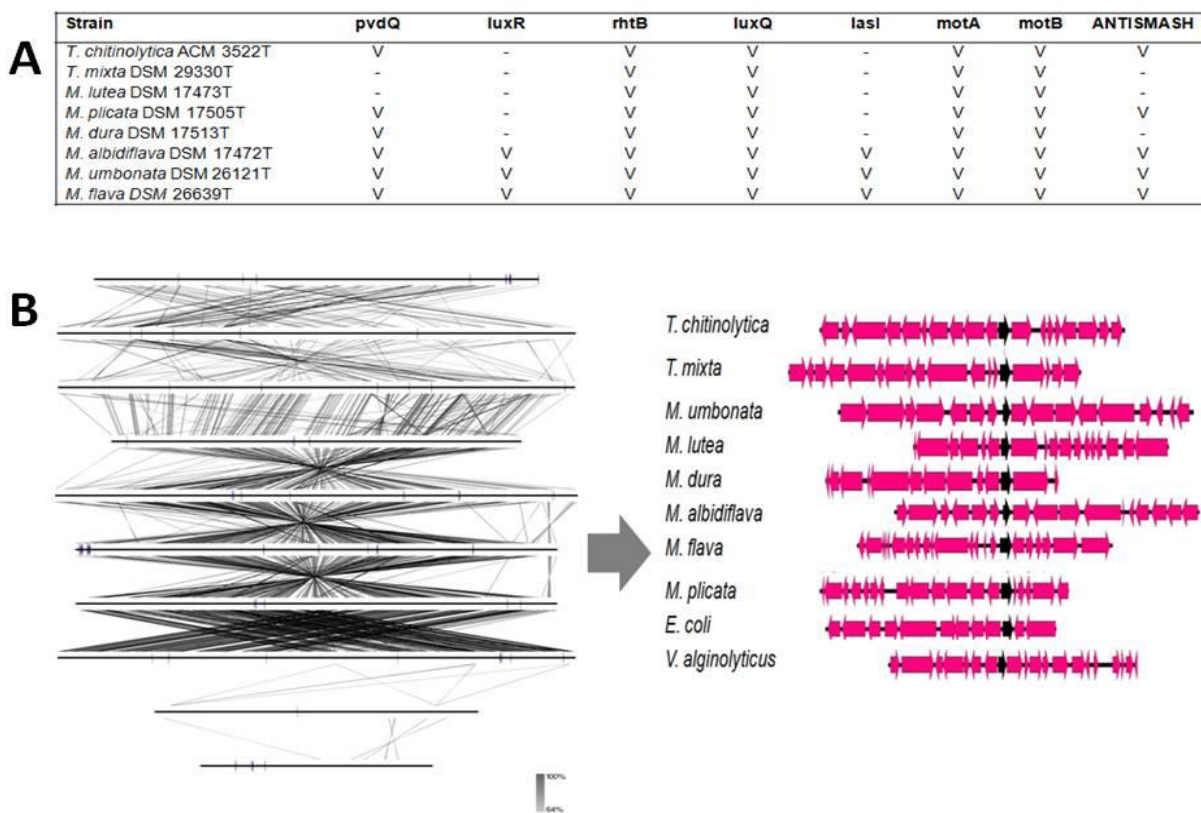 A
Strain pvdQ luxR rhtB luxQ lasI motA motB ANTISMASH
T. chitinolytica ACM 3522T V - V V - V V V
T. mixta DSM 29330T - - V V - V V -
M. lutea DSM 17473T - - V V - V V -
M. plicata DSM 17505T V - V V - V V V
M. dura DSM 17513T V - V V - V V -
M. albidiflava DSM 17472T V V V V V V V V
M. umbonata DSM 26121T V V V V V V V V
M. flava DSM 26639T V V V V V V V V
B
T. chitinolytica
T. mixta
M. umbonata
M. lutea
M. dura
M. albidiflava
M. flava
M. plicata
E. coli
V. alginolyticus
100%
64%